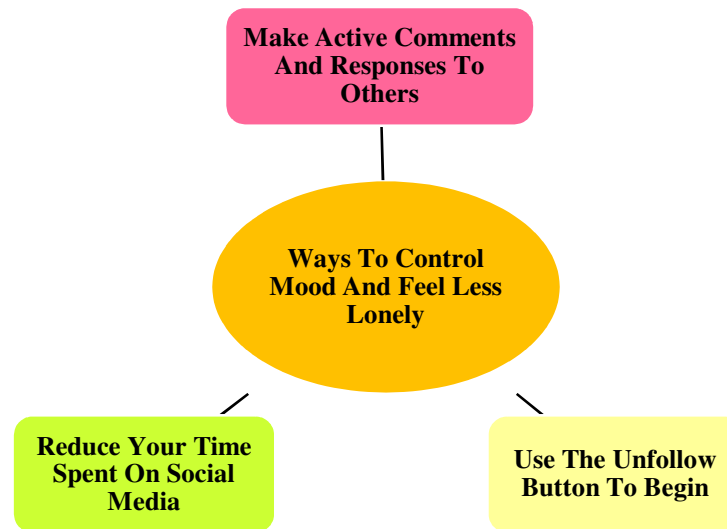 Make Active Comments
And Responses To
Others
Ways To Control
Mood And Feel Less
Lonely
Reduce Your Time
Spent On Social
Media
Use The Unfollow
Button To Begin